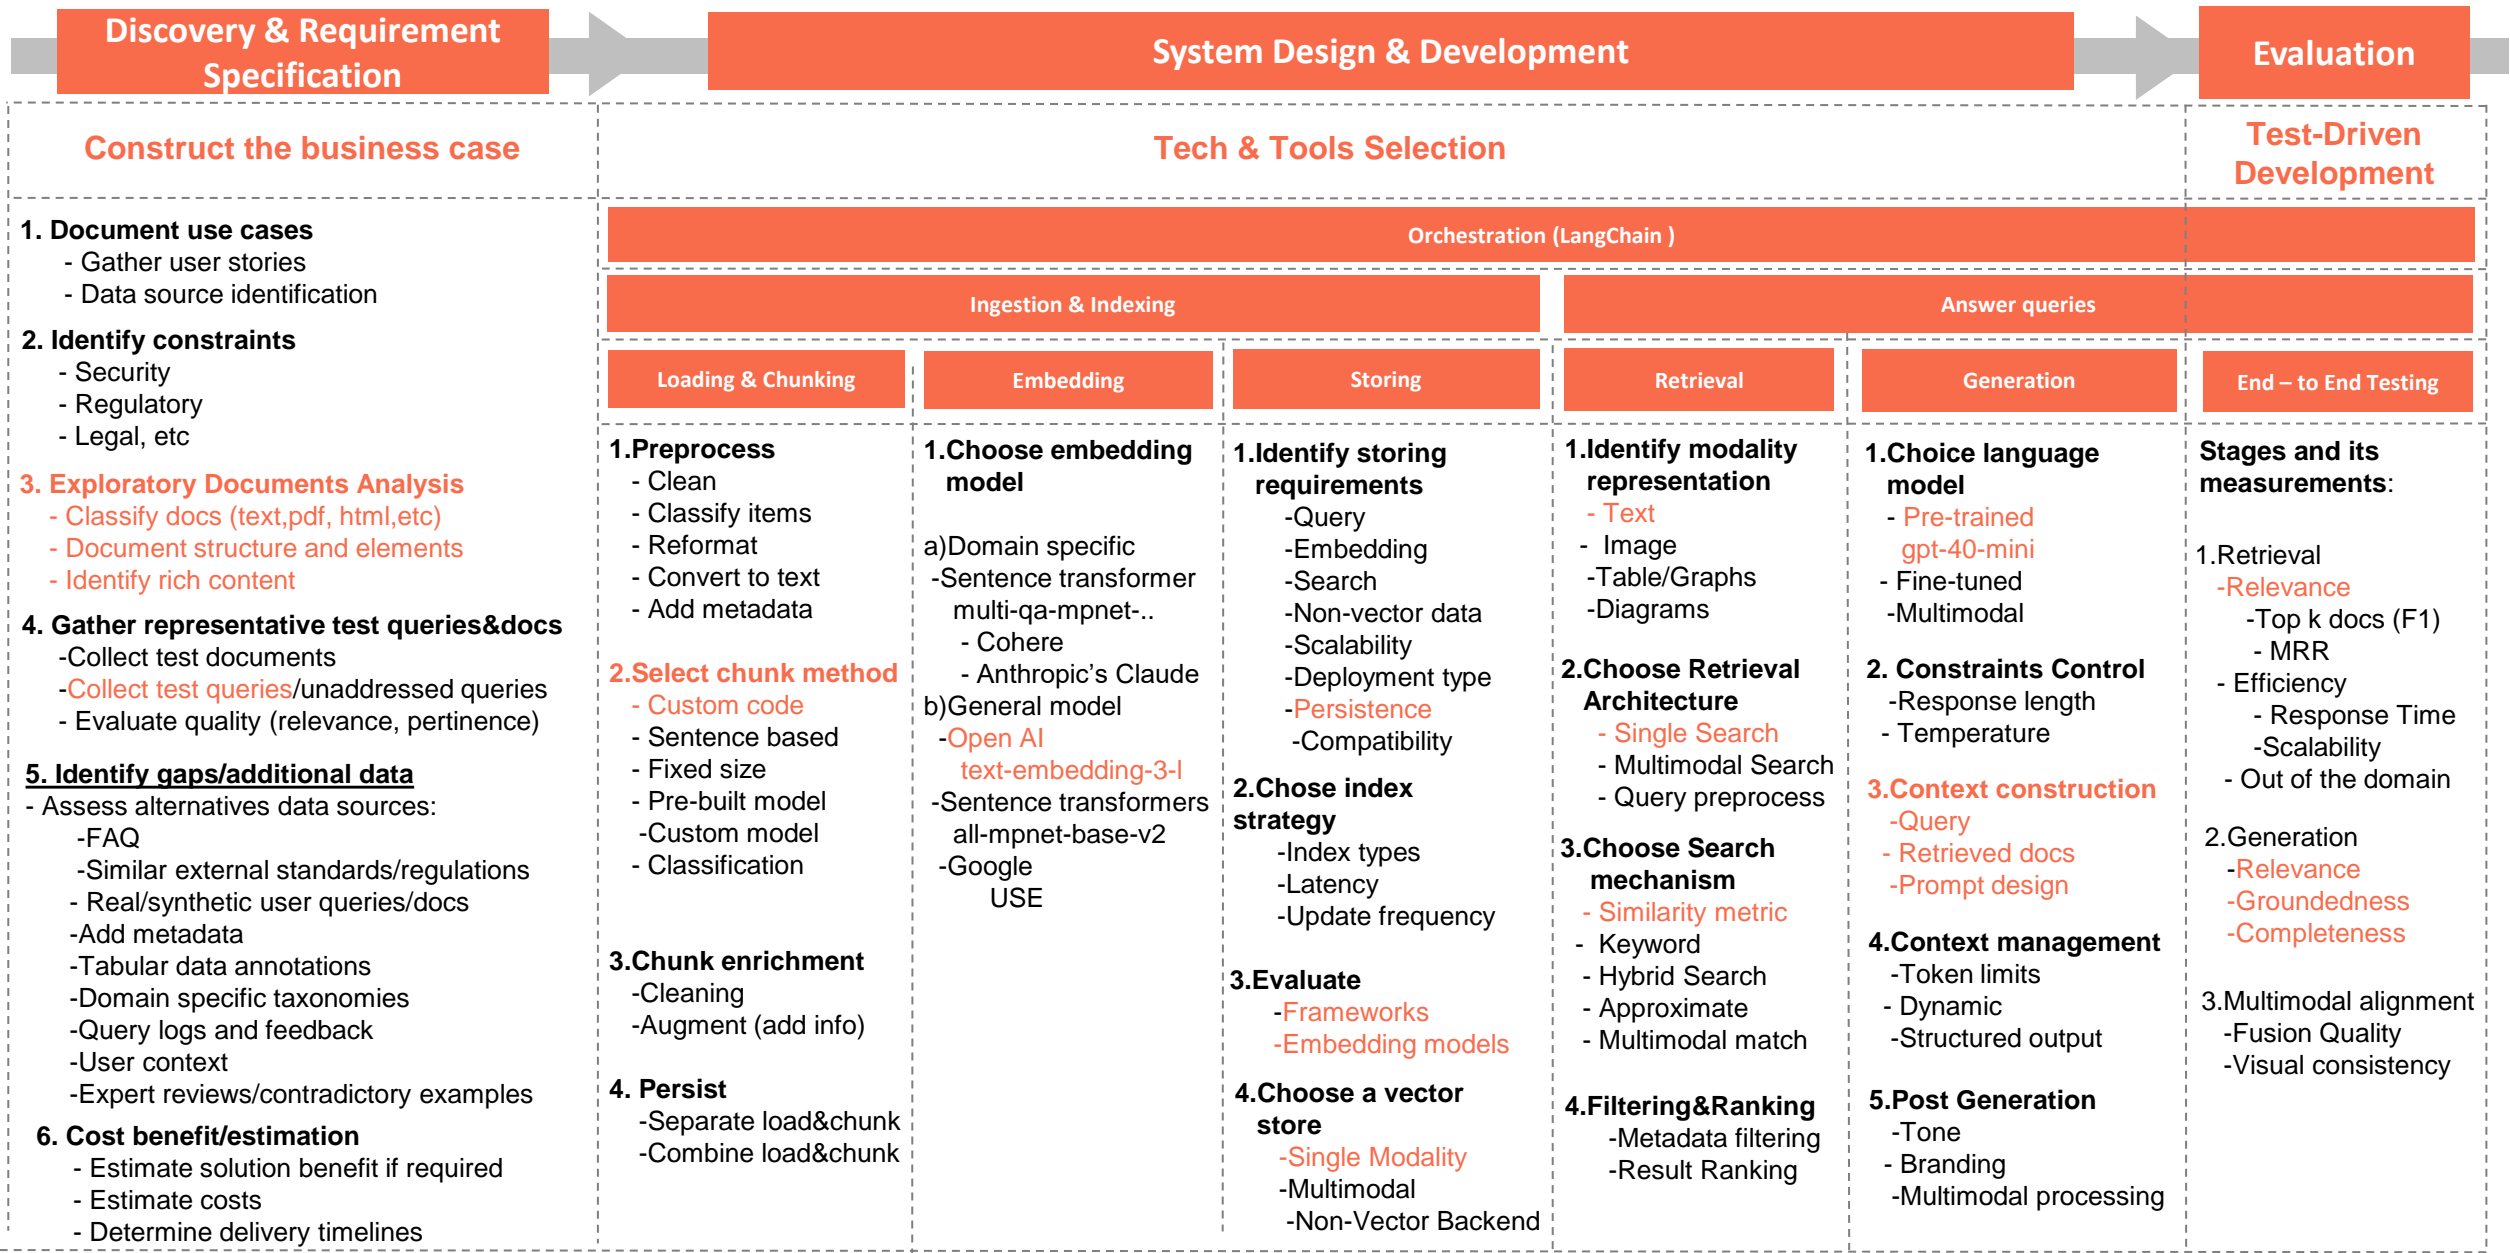 Discovery & Requirement
Specification
System Design & Development
Evaluation
Construct the business case
Tech & Tools Selection
Test-Driven
Development
1. Document use cases
- Gather user stories
- Data source identification
2. Identify constraints
- Security
- Regulatory
- Legal, etc
3. Exploratory Documents Analysis
- Classify docs (text,pdf, html,etc)
- Document structure and elements
- Identify rich content
4. Gather representative test queries&docs
-Collect test documents
-Collect test queries/unaddressed queries
- Evaluate quality (relevance, pertinence)
5. Identify gaps/additional data
- Assess alternatives data sources:
-FAQ
-Similar external standards/regulations
- Real/synthetic user queries/docs
-Add metadata
-Tabular data annotations
-Domain specific taxonomies
-Query logs and feedback
-User context
-Expert reviews/contradictory examples
6. Cost benefit/estimation
- Estimate solution benefit if required
- Estimate costs
- Determine delivery timelines
Orchestration (LangChain )
Ingestion & Indexing
Answer queries
Loading & Chunking
1.Preprocess
- Clean
- Classify items
- Reformat
- Convert to text
- Add metadata
2.Select chunk method
- Custom code
- Sentence based
- Fixed size
- Pre-built model
-Custom model
- Classification
3.Chunk enrichment
-Cleaning
-Augment (add info)
4. Persist
-Separate load&chunk
-Combine load&chunk
Embedding
1.Choose embedding
model
a)Domain specific
-Sentence transformer
multi-qa-mpnet-..
- Cohere
- Anthropic’s Claude
b)General model
-Open AI
text-embedding-3-l
-Sentence transformers
all-mpnet-base-v2
-Google
USE
Storing
1.Identify storing
requirements
-Query
-Embedding
-Search
-Non-vector data
-Scalability
-Deployment type
-Persistence
-Compatibility
2.Chose index
strategy
-Index types
-Latency
-Update frequency
3.Evaluate
-Frameworks
-Embedding models
4.Choose a vector
store
-Single Modality
-Multimodal
-Non-Vector Backend
Retrieval
1.Identify modality
representation
- Text
- Image
-Table/Graphs
-Diagrams
2.Choose Retrieval
Architecture
- Single Search
- Multimodal Search
- Query preprocess
3.Choose Search
mechanism
- Similarity metric
- Keyword
- Hybrid Search
- Approximate
- Multimodal match
4.Filtering&Ranking
-Metadata filtering
-Result Ranking
Generation
1.Choice language
model
- Pre-trained
gpt-40-mini
- Fine-tuned
-Multimodal
2. Constraints Control
-Response length
- Temperature
3.Context construction
-Query
- Retrieved docs
-Prompt design
4.Context management
-Token limits
- Dynamic
-Structured output
5.Post Generation
-Tone
- Branding
-Multimodal processing
End – to End Testing
Stages and its
measurements:
1.Retrieval
-Relevance
-Top k docs (F1)
- MRR
- Efficiency
- Response Time
-Scalability
- Out of the domain
2.Generation
-Relevance
-Groundedness
-Completeness
3.Multimodal alignment
-Fusion Quality
-Visual consistency